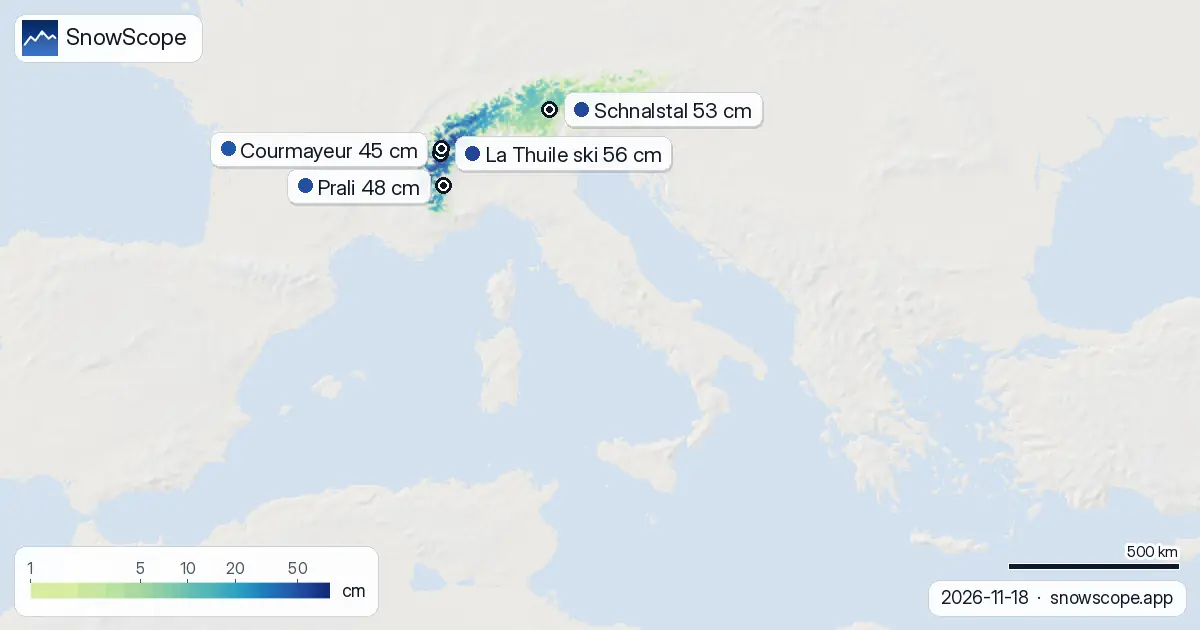 SnowScope
Schnalstal 53 cm
Courmayeur 45 cm
La Thuile ski 56 cm
Prali 48 cm
1 5 10 20 50
cm
500 km
2026-11-18 · snowscope.app